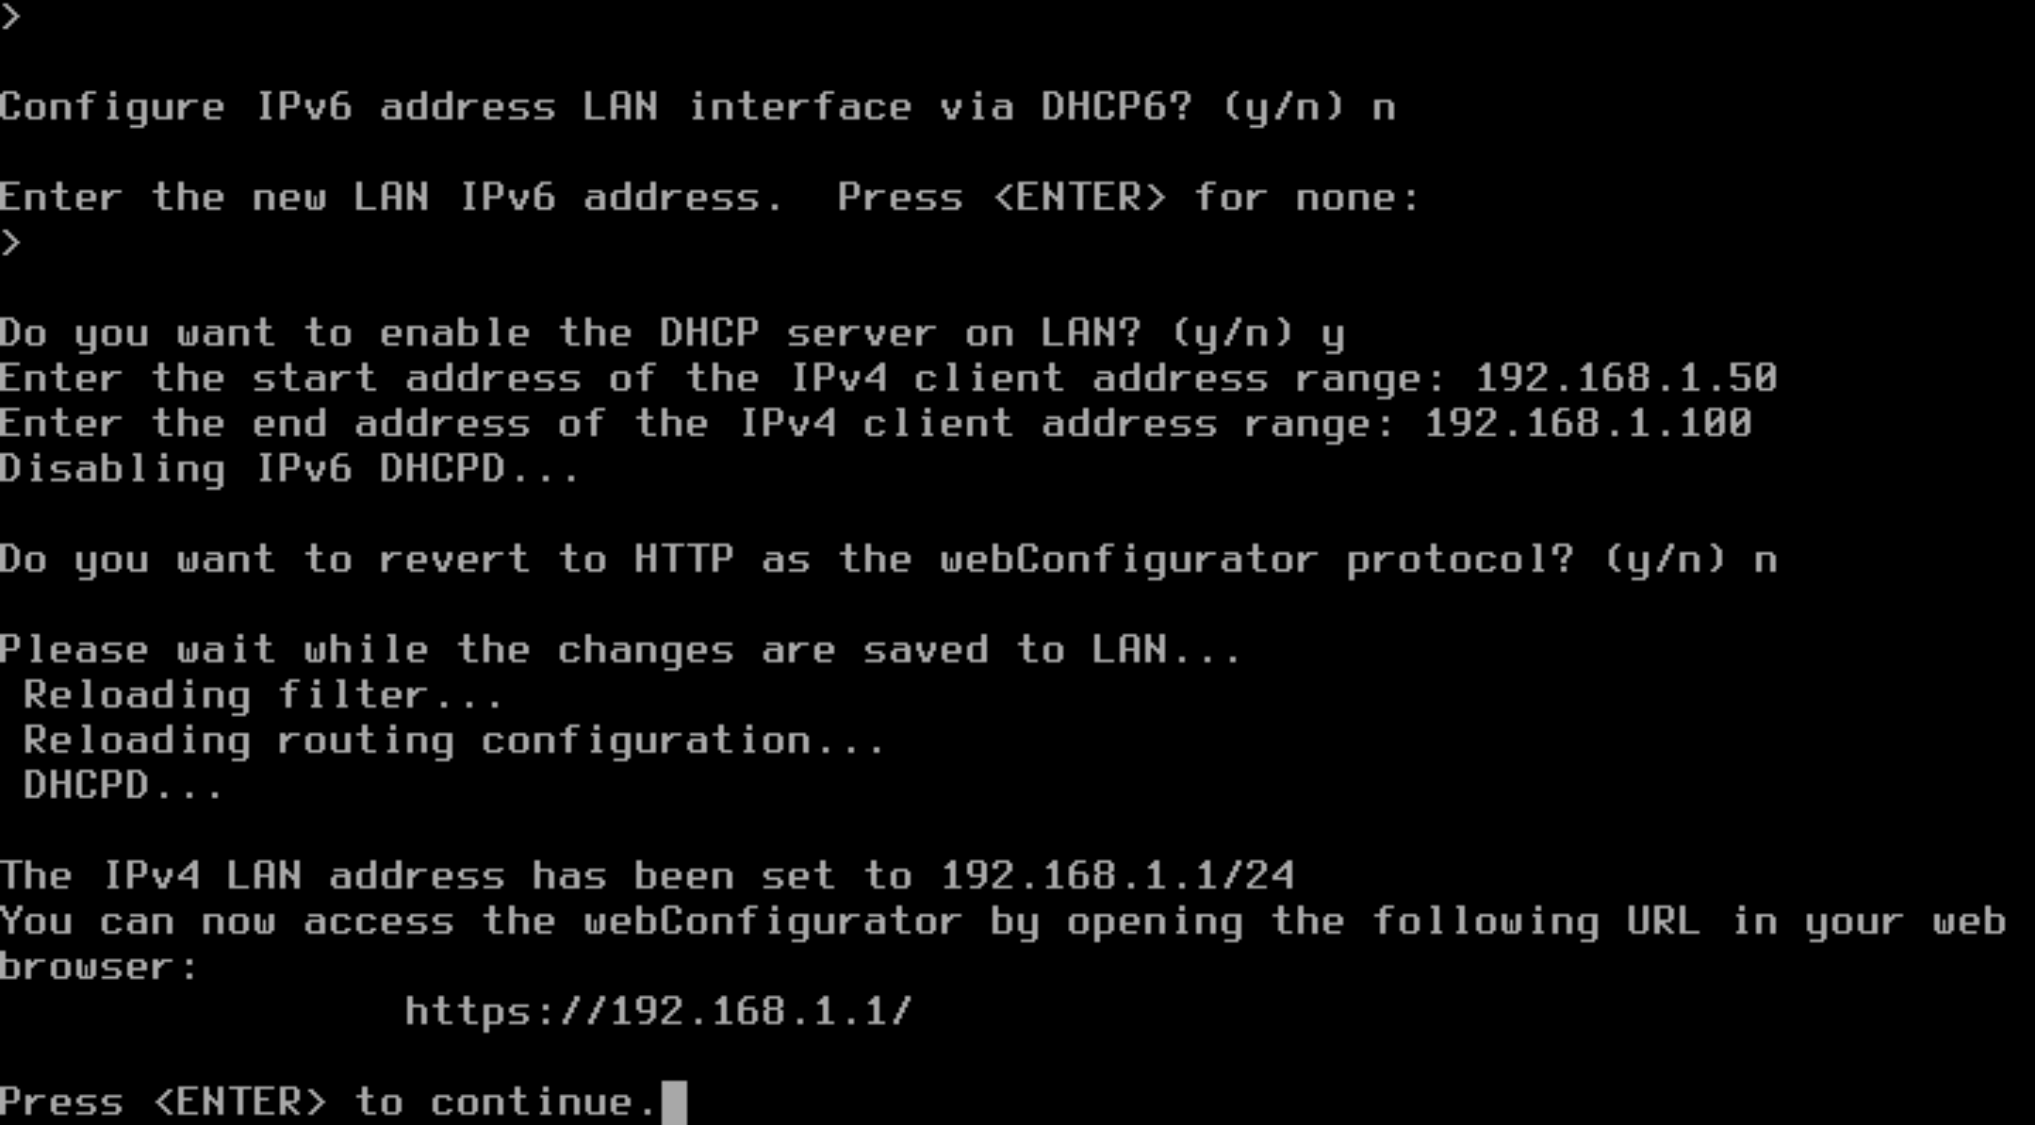 >
Configure IPv6 address LAN interface via DHCP6? (y/n) n
Enter the new LAN IPv6 address.  Press <ENTER> for none:
>
Do you want to enable the DHCP server on LAN? (y/n) y
Enter the start address of the IPv4 client address range: 192.168.1.50
Enter the end address of the IPv4 client address range: 192.168.1.100
Disabling IPv6 DHCPD...
Do you want to revert to HTTP as the webConfigurator protocol? (y/n) n
Please wait while the changes are saved to LAN...
Reloading filter...
Reloading routing configuration...
DHCPD...
The IPv4 LAN address has been set to 192.168.1.1/24
You can now access the webConfigurator by opening the following URL in your web
browser:
https://192.168.1.1/
Press <ENTER> to continue.